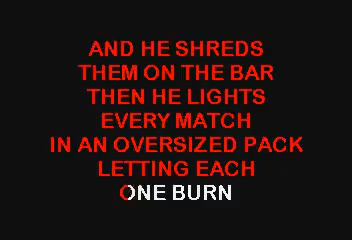 AND HE SHREDS
THEM ON THE BAR
THEN HE LIGHTS
EVERY MATCH
IN AN OVERSIZED PACK
LETTING EACH
ONE BURN